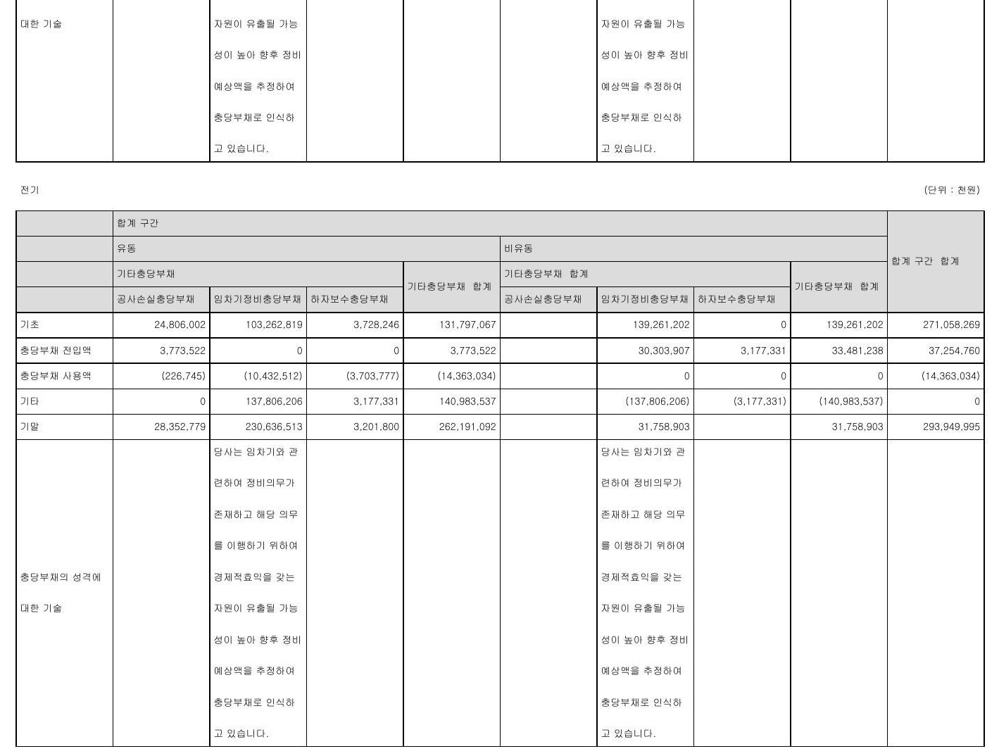 대한 기술 자원이 유출될 가능 자원이 유출될 가능
성이 높아 향후 정비 성이 높아 향후 정비
예상액을 추정하여 예상액을 추정하여
충당부채로 인식하 충당부채로 인식하
고 있습니다. 고 있습니다.
전기 (단위 : 천원)
합계 구간
유동 비유동
합계 구간 합계
기타충당부채 기타충당부채 합계
기타충당부채 합계 기타충당부채 합계
공사손실충당부채 임차기정비충당부채 하자보수충당부채 공사손실충당부채 임차기정비충당부채 하자보수충당부채
기초 24,806,002 103,262,819 3,728,246 131,797,067 139,261,202 0 139,261,202 271,058,269
충당부채 전입액 3,773,522 0 0 3,773,522 30,303,907 3,177,331 33,481,238 37,254,760
충당부채 사용액 (226,745) (10,432,512) (3,703,777) (14,363,034) 0 0 0 (14,363,034)
기타 0 137,806,206 3,177,331 140,983,537 (137,806,206) (3,177,331) (140,983,537) 0
기말 28,352,779 230,636,513 3,201,800 262,191,092 31,758,903 31,758,903 293,949,995
당사는 임차기와 관 당사는 임차기와 관
련하여 정비의무가 련하여 정비의무가
존재하고 해당 의무 존재하고 해당 의무
를 이행하기 위하여 를 이행하기 위하여
충당부채의 성격에 경제적효익을 갖는 경제적효익을 갖는
대한 기술 자원이 유출될 가능 자원이 유출될 가능
성이 높아 향후 정비 성이 높아 향후 정비
예상액을 추정하여 예상액을 추정하여
충당부채로 인식하 충당부채로 인식하
고 있습니다. 고 있습니다.